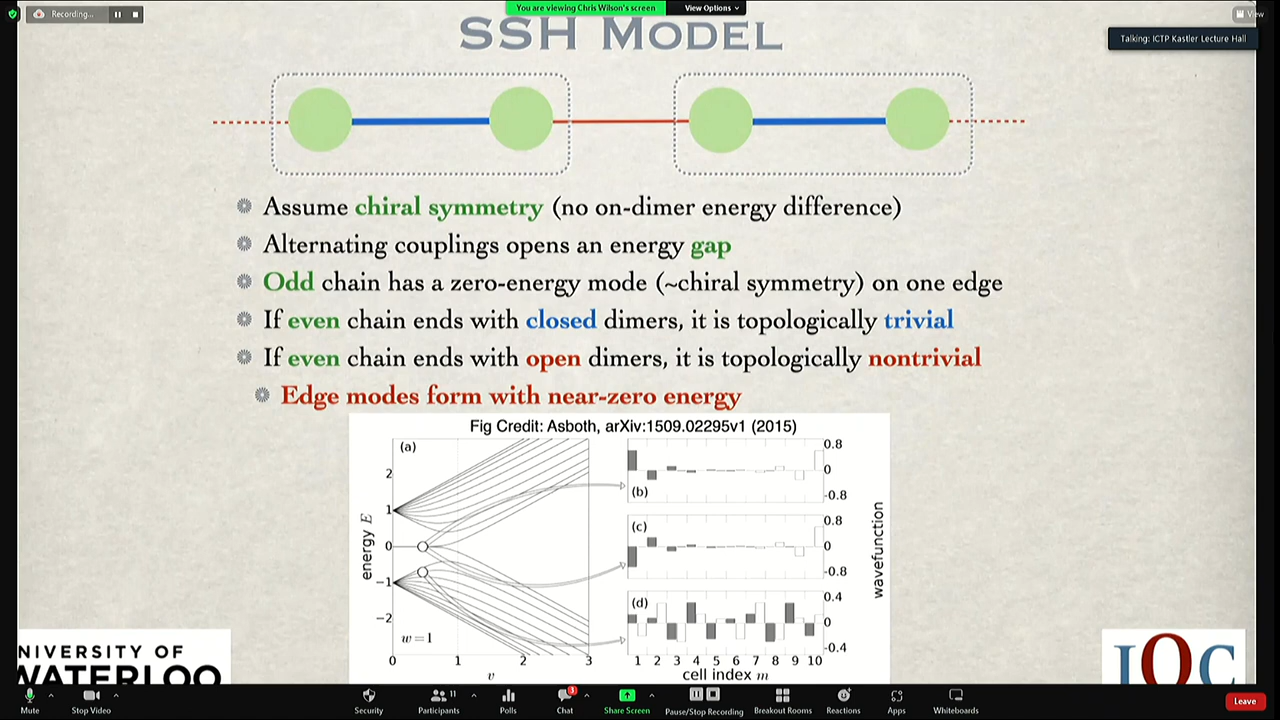 Recording...
You are viewing Chris Wilson's screen
View Options
View
Talking: ICTP Kastler Lecture Hall
SSH MODEL
Assume chiral symmetry (no on-dimer energy difference)
Alternating couplings opens an energy gap
Odd chain has a zero-energy mode (~chiral symmetry) on one edge
If even chain ends with closed dimers, it is topologically trivial
If even chain ends with open dimers, it is topologically nontrivial
Edge modes form with near-zero energy
Fig Credit: Asboth, arXiv:1509.02295v1 (2015)
(a)
2
1
0
−1
−2
energy E
w=1
0 1 2 3
v
(b)
0.8
0
-0.8
(c)
0.8
0
-0.8
(d)
0.4
0
-0.4
wavefunction
1 2 3 4 5 6 7 8 9 10
cell index m
NIVERSITY OF
WATERLOO
IQC
Mute
Stop Video
Security
11
Participants
Polls
3
Chat
Share Screen
Pause/Stop Recording
Breakout Rooms
Reactions
Apps
Whiteboards
Leave